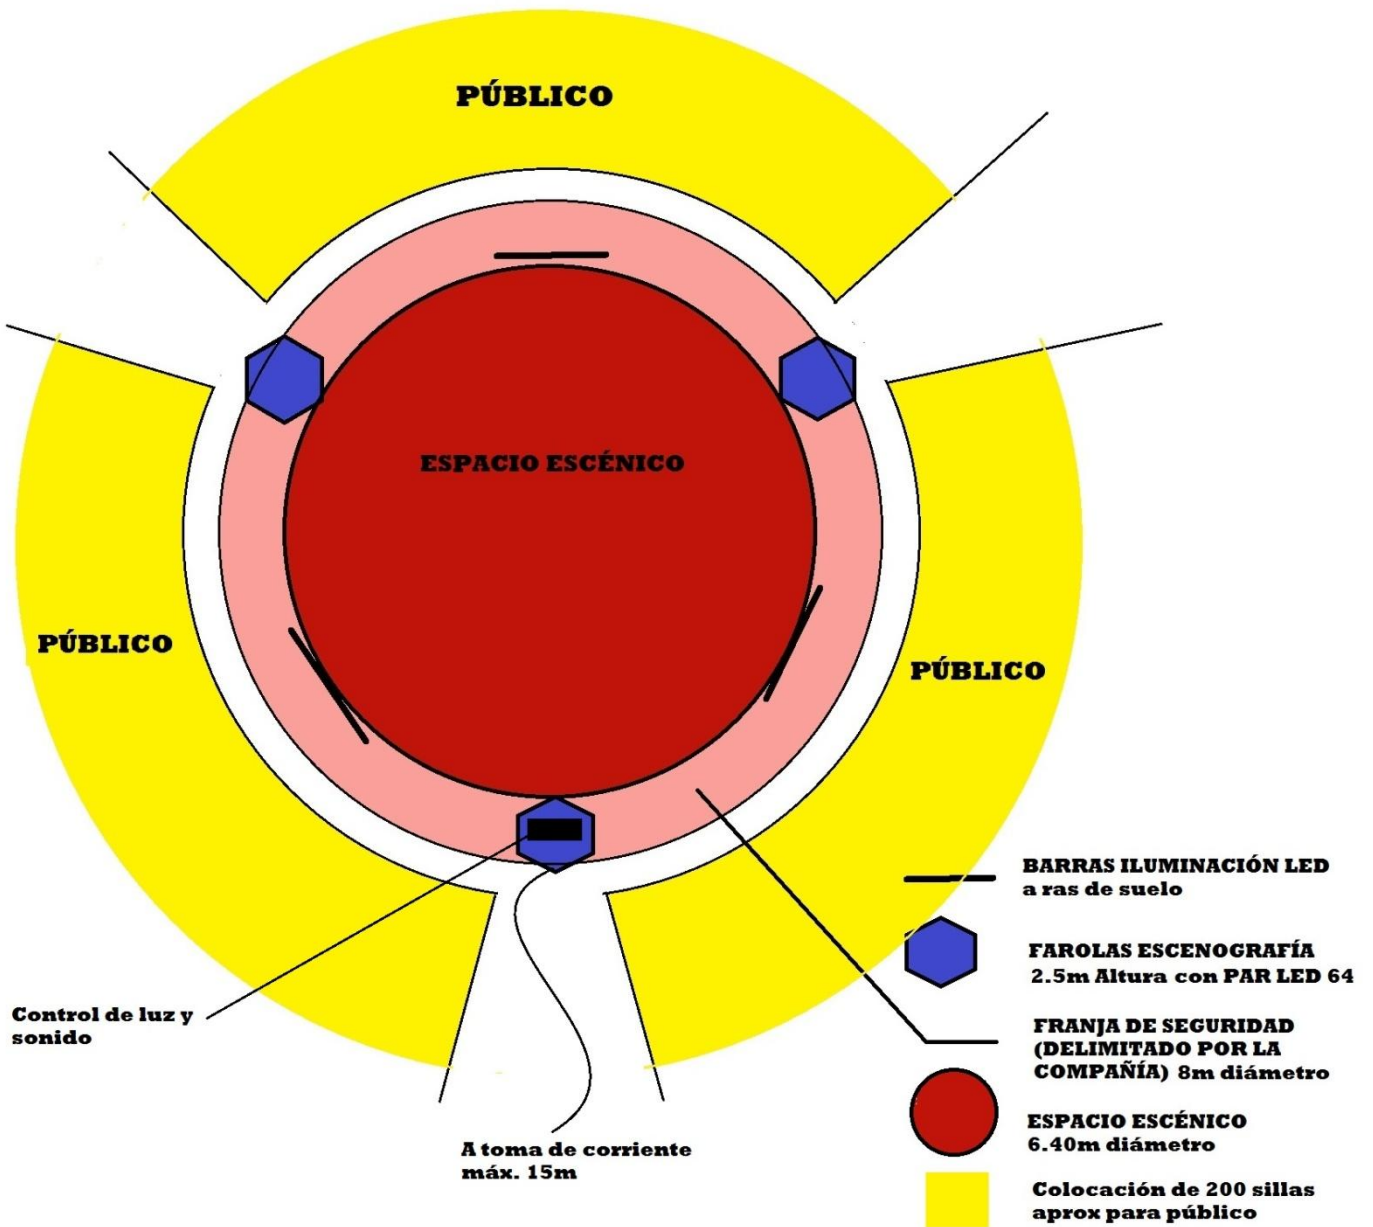 PÚBLICO
ESPACIO ESCÉNICO
PÚBLICO
PÚBLICO
Control de luz y
sonido
A toma de corriente
máx. 15m
BARRAS ILUMINACIÓN LED
a ras de suelo
FAROLAS ESCENOGRAFÍA
2.5m Altura con PAR LED 64
FRANJA DE SEGURIDAD
(DELIMITADO POR LA
COMPAÑÍA) 8m diámetro
ESPACIO ESCÉNICO
6.40m diámetro
Colocación de 200 sillas
aprox para público